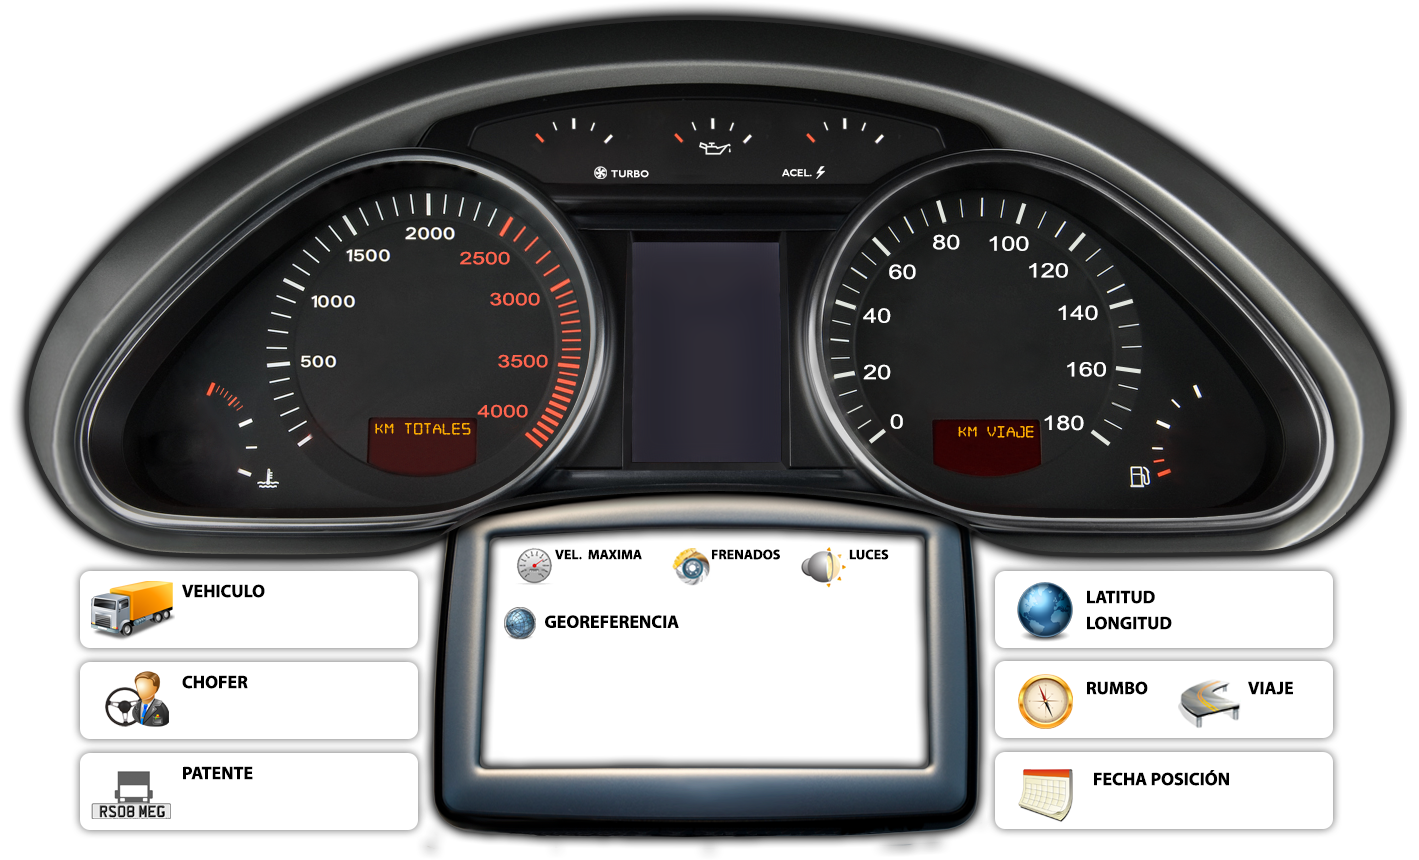 TURBO
ACEL.
2000
1500
2500
1000
3000
500
3500
4000
KM TOTALES
80
100
60
120
40
140
20
160
0
180
KM VIAJE
VEL. MAXIMA
FRENADOS
LUCES
GEOREFERENCIA
VEHICULO
CHOFER
PATENTE
RS08 MEG
LATITUD
LONGITUD
RUMBO
VIAJE
FECHA POSICIÓN